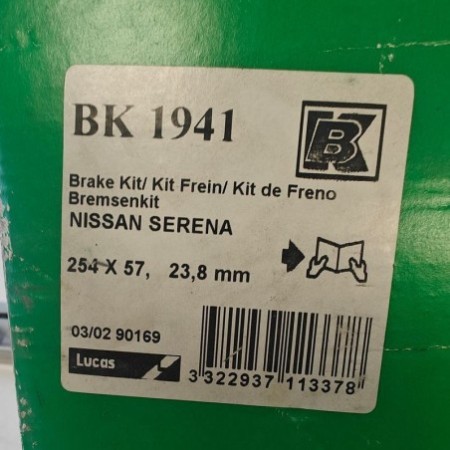 BK 1941
BK
Brake Kit/ Kit Frein/ Kit de Freno
Bremsenkit
NISSAN SERENA
254 X 57, 23,8 mm
03/02 90169
Lucas
3 322937 113378